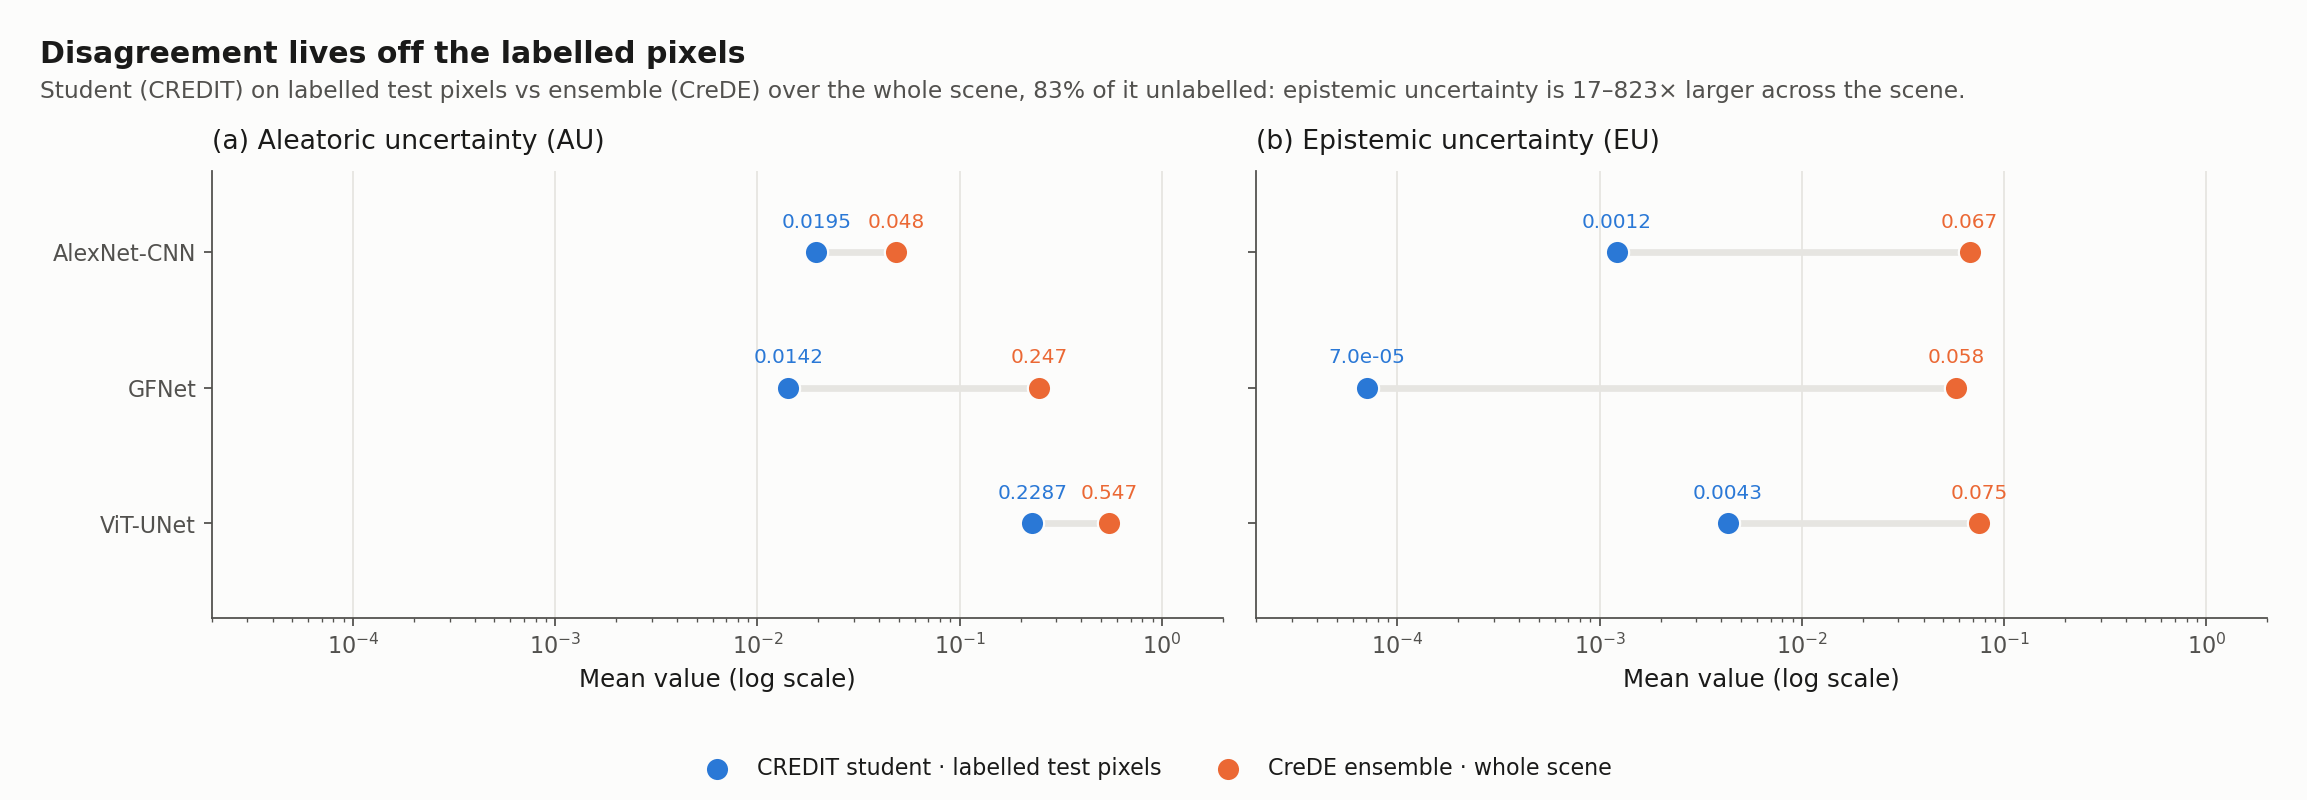 Disagreement lives off the labelled pixels
Student (CREDIT) on labelled test pixels vs ensemble (CreDE) over the whole scene, 83% of it unlabelled: epistemic uncertainty is 17–823× larger across the scene.
(a) Aleatoric uncertainty (AU)
AlexNet-CNN
0.0195
0.048
GFNet
0.0142
0.247
ViT-UNet
0.2287
0.547
10⁻⁴
10⁻³
10⁻²
10⁻¹
10⁰
Mean value (log scale)
(b) Epistemic uncertainty (EU)
0.0012
0.067
7.0e-05
0.058
0.0043
0.075
10⁻⁴
10⁻³
10⁻²
10⁻¹
10⁰
Mean value (log scale)
CREDIT student · labelled test pixels
CreDE ensemble · whole scene